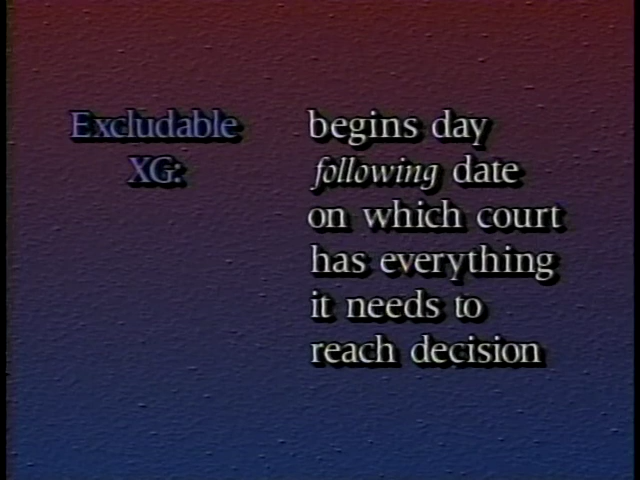 Excludable
XG:
begins day
following date
on which court
has everything
it needs to
reach decision